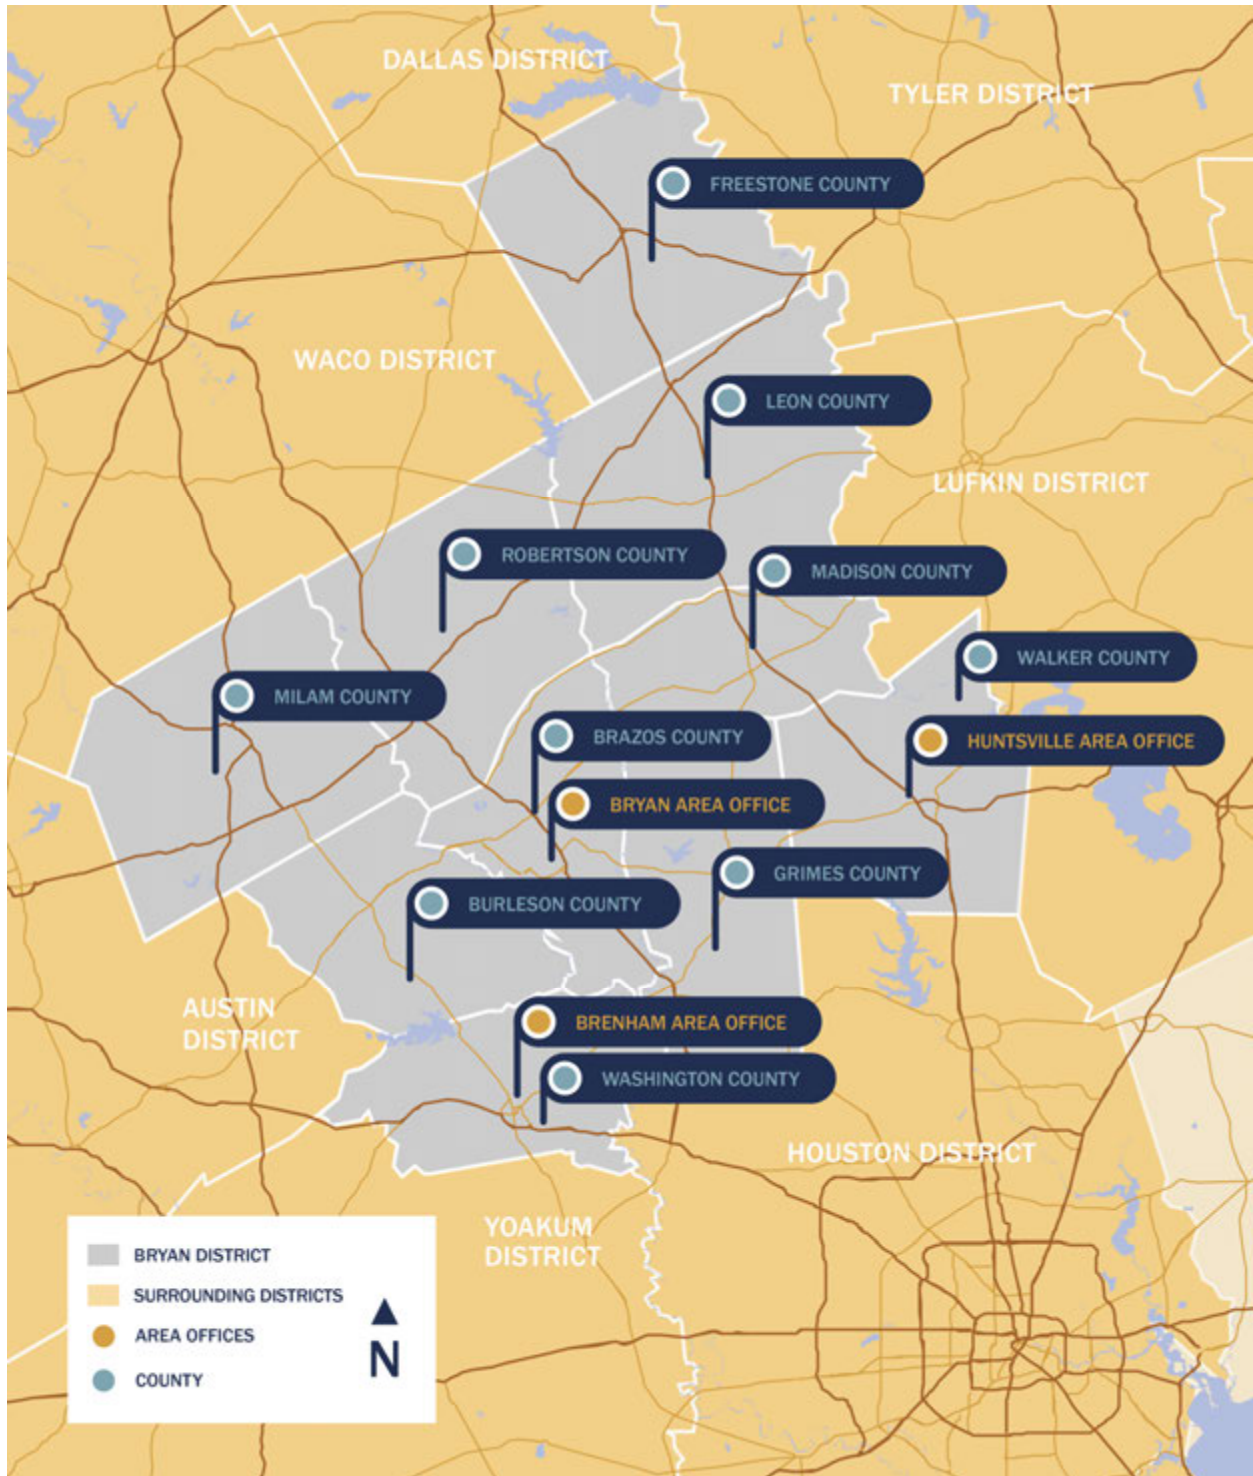 DALLAS DISTRICT
TYLER DISTRICT
FREESTONE COUNTY
WACO DISTRICT
LEON COUNTY
LUFKIN DISTRICT
ROBERTSON COUNTY
MADISON COUNTY
WALKER COUNTY
MILAM COUNTY
BRAZOS COUNTY
HUNTSVILLE AREA OFFICE
BRYAN AREA OFFICE
GRIMES COUNTY
BURLESON COUNTY
AUSTIN
DISTRICT
BRENHAM AREA OFFICE
WASHINGTON COUNTY
HOUSTON DISTRICT
YOAKUM
DISTRICT
BRYAN DISTRICT
SURROUNDING DISTRICTS
AREA OFFICES
COUNTY
N